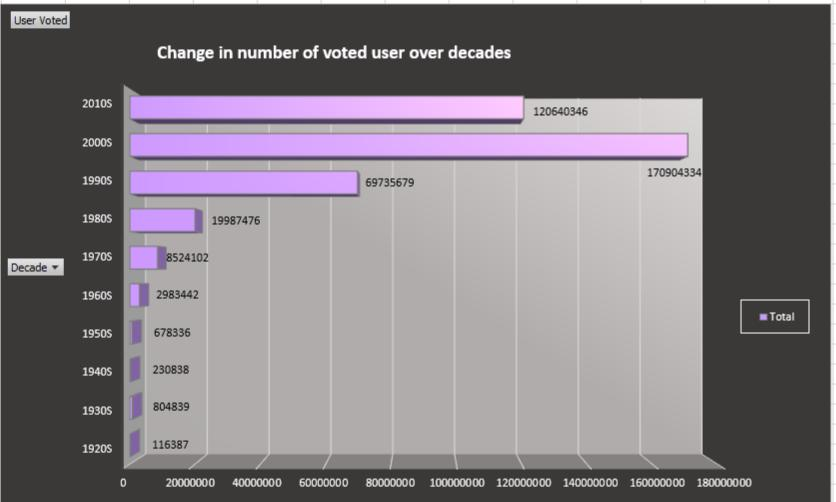 User Voted
Change in number of voted user over decades
2010S
120640346
2000S
170904334
1990S
69735679
1980S
19987476
Decade
1970S
8524102
1960S
2983442
Total
1950S
678336
1940S
230838
1930S
804839
1920S
116387
0 20000000 40000000 60000000 80000000 100000000 120000000 140000000 160000000 180000000